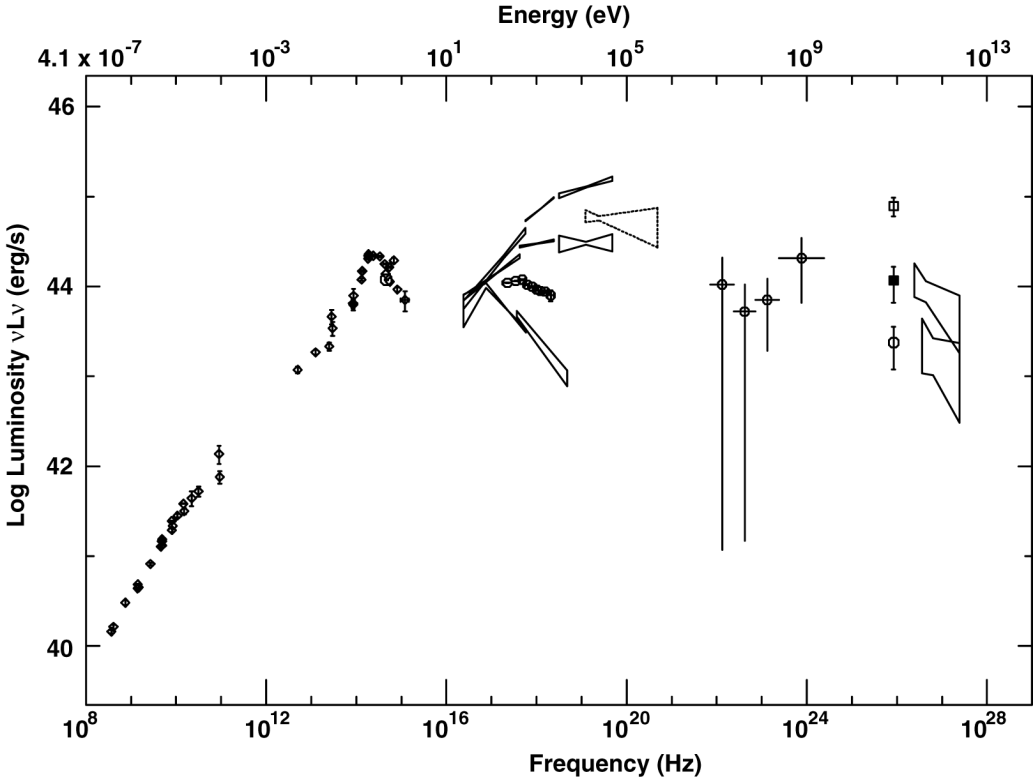 Energy (eV)
4.1 x 10⁻⁷ 10⁻³ 10¹ 10⁵ 10⁹ 10¹³
Log Luminosity νLν (erg/s)
46
44
42
40
10⁸ 10¹² 10¹⁶ 10²⁰ 10²⁴ 10²⁸
Frequency (Hz)